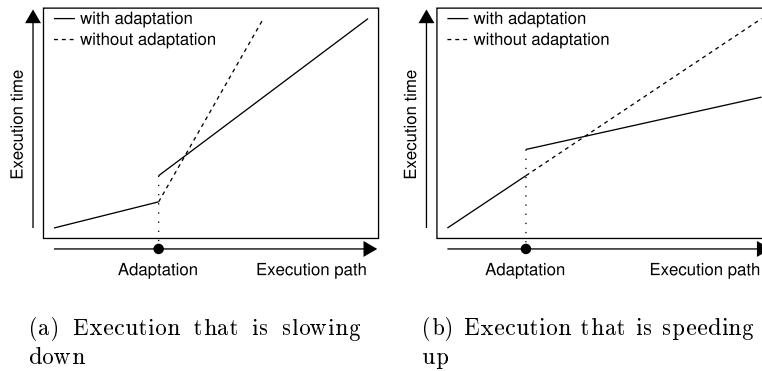 with adaptation
without adaptation
Execution time
Adaptation
Execution path
(a) Execution that is slowing
down
with adaptation
without adaptation
Execution time
Adaptation
Execution path
(b) Execution that is speeding
up